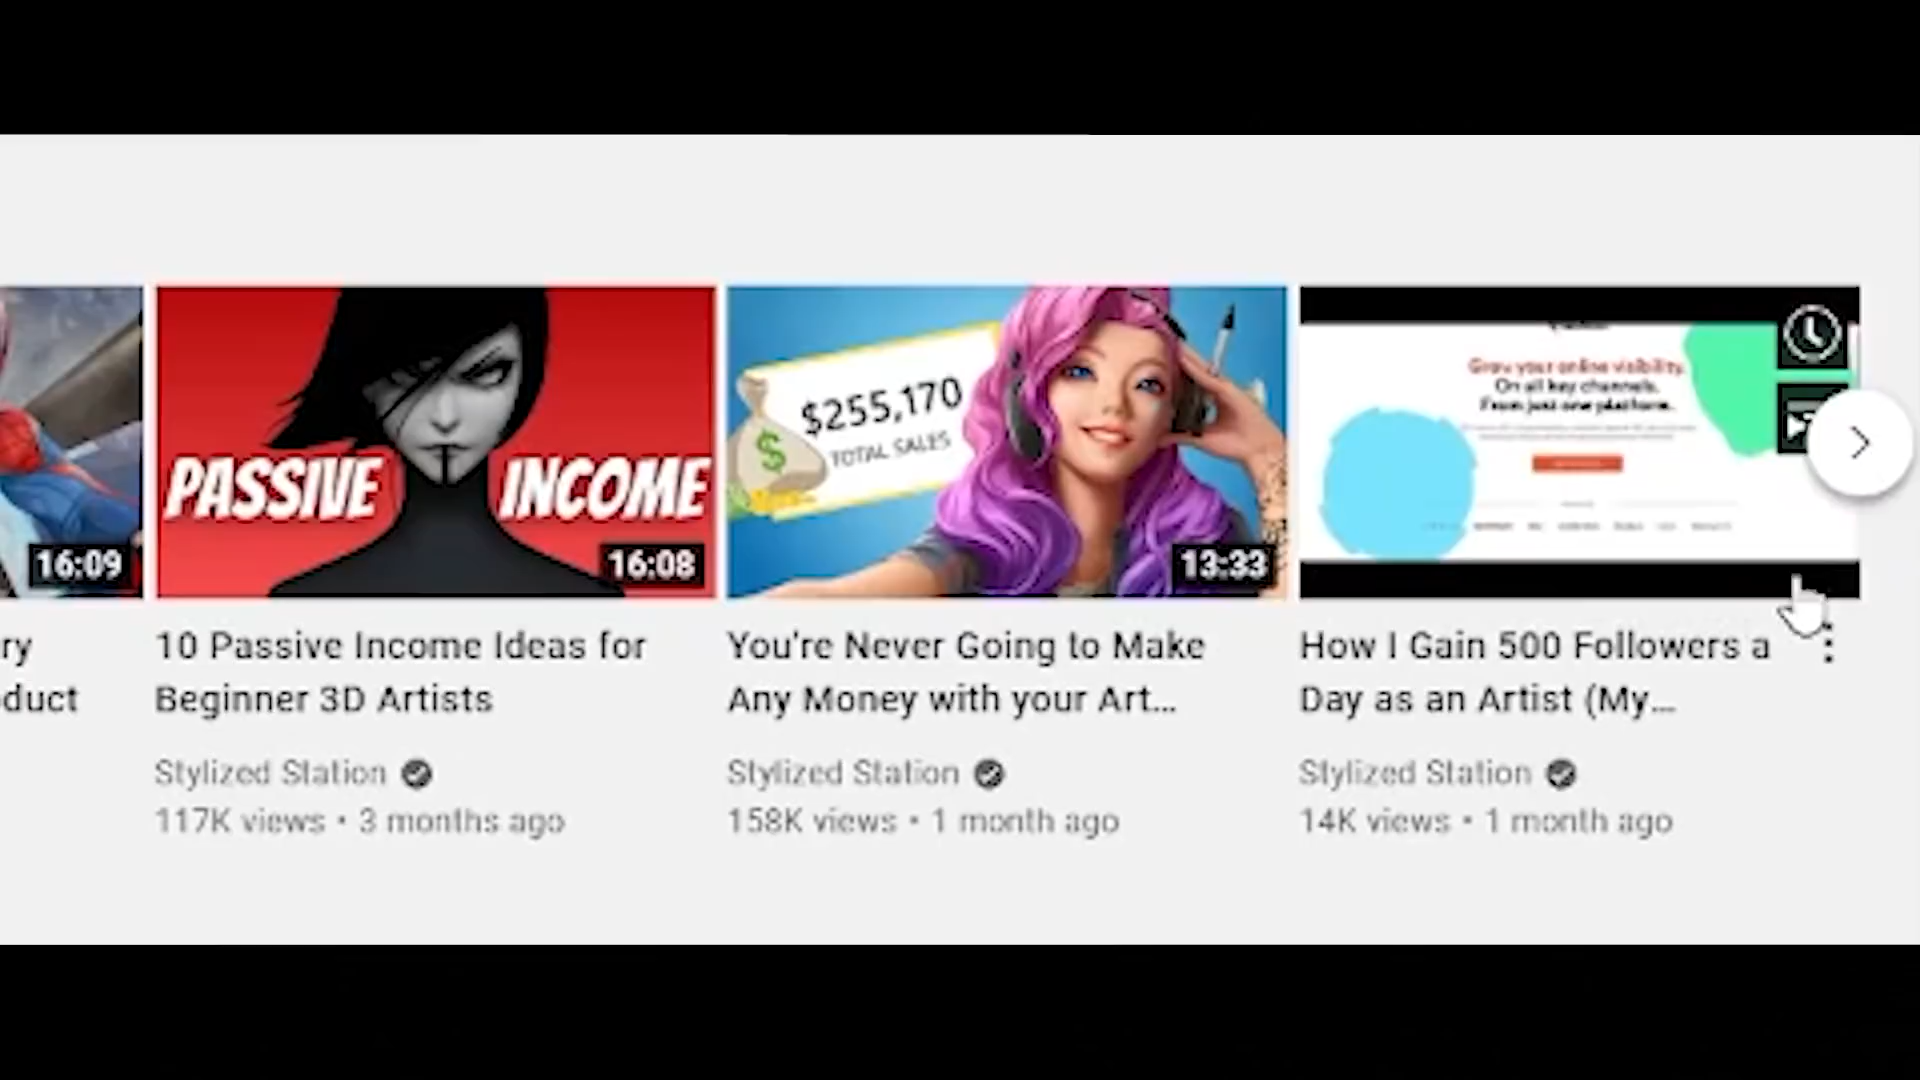 Grow your online visibility.
On all key channels.
From just one platform.
$255,170
TOTAL SALES
PASSIVE INCOME
16:09
16:08
13:33
ry
duct
10 Passive Income Ideas for
Beginner 3D Artists
Stylized Station
117K views • 3 months ago
You're Never Going to Make
Any Money with your Art...
Stylized Station
158K views • 1 month ago
How I Gain 500 Followers a
Day as an Artist (My...
Stylized Station
14K views • 1 month ago